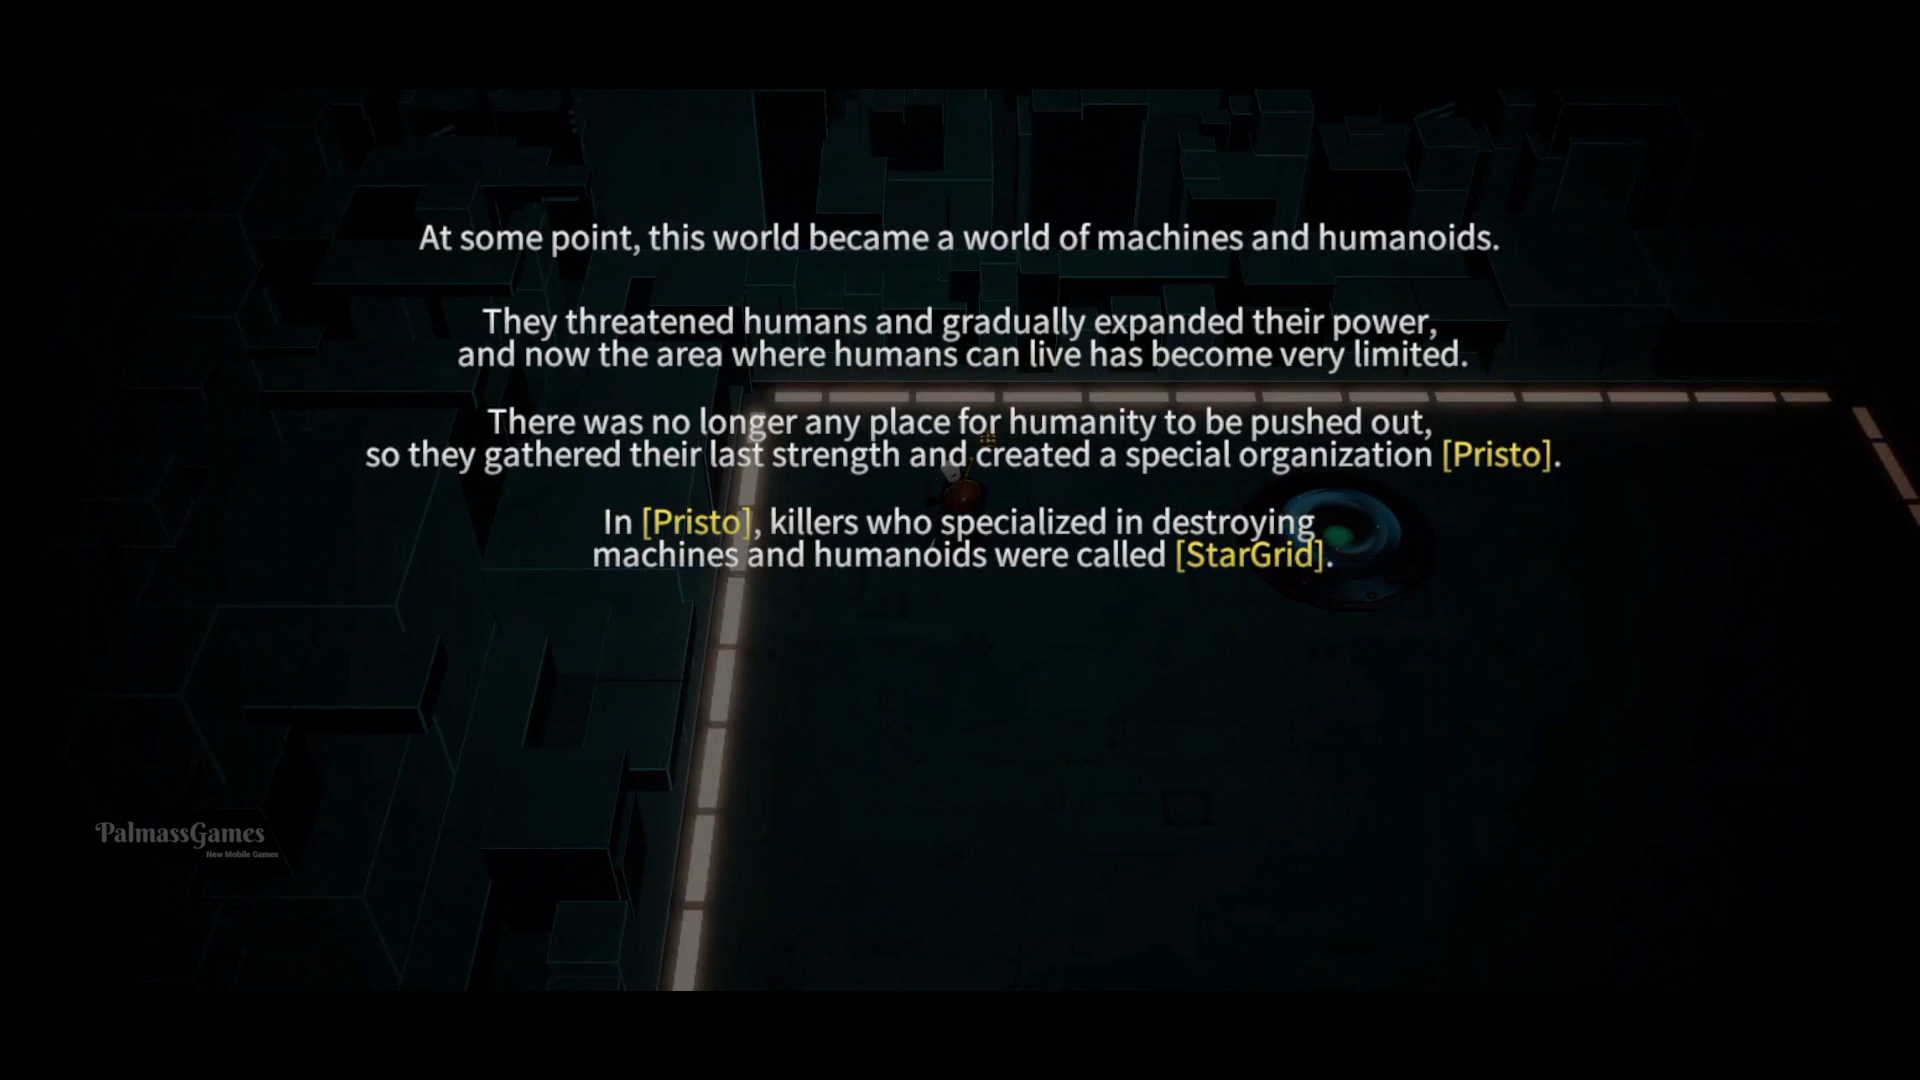 At some point, this world became a world of machines and humanoids.
They threatened humans and gradually expanded their power,
and now the area where humans can live has become very limited.
There was no longer any place for humanity to be pushed out,
so they gathered their last strength and created a special organization [Pristo].
In [Pristo], killers who specialized in destroying
machines and humanoids were called [StarGrid].
PalmassGames
New Mobile Games